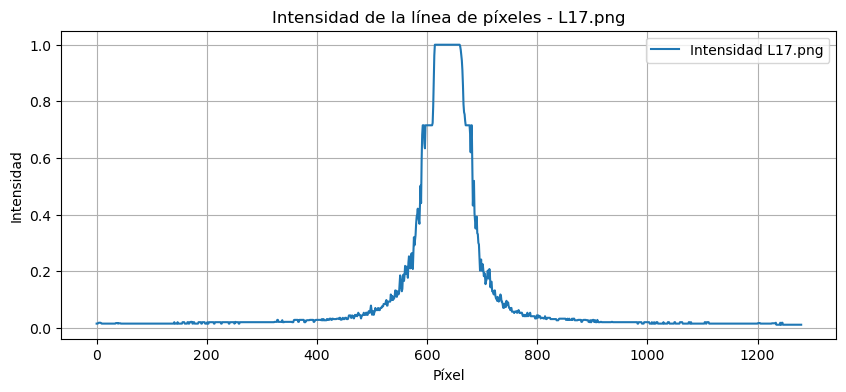 Intensidad de la línea de píxeles - L17.png
Intensidad L17.png
Intensidad
1.0
0.8
0.6
0.4
0.2
0.0
0 200 400 600 800 1000 1200
Píxel